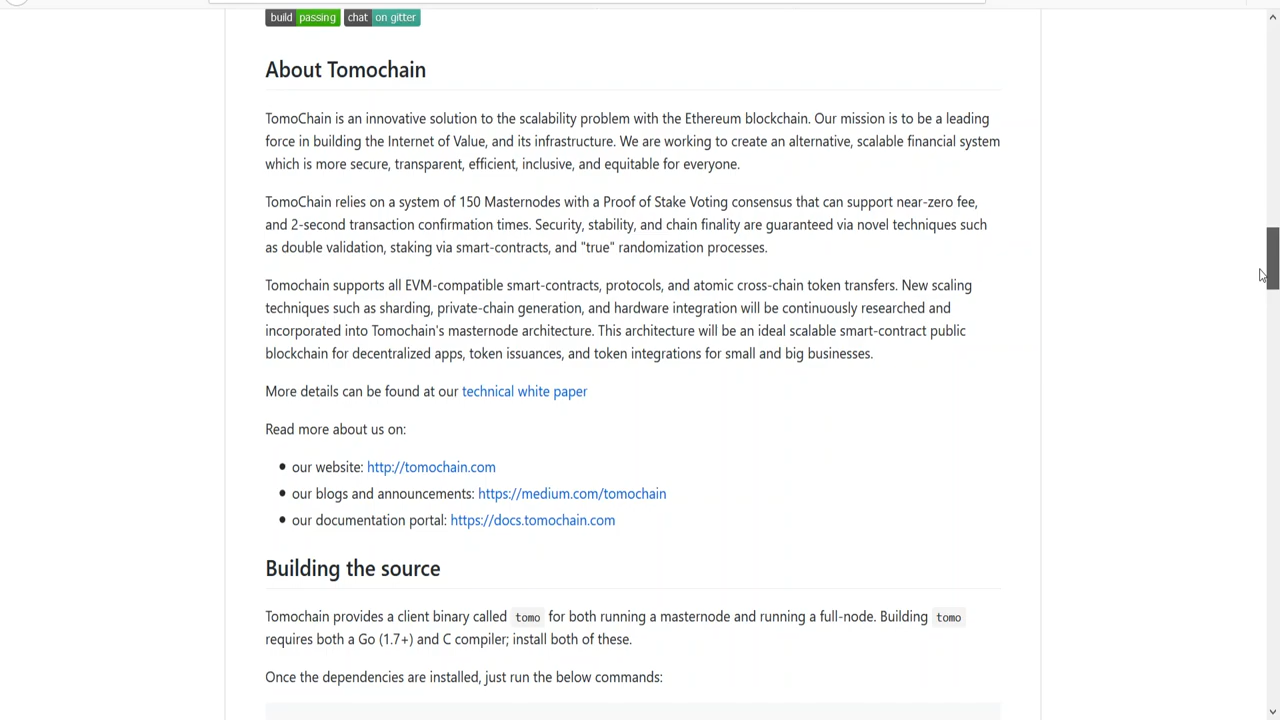 build passing chat on gitter
About Tomochain
TomoChain is an innovative solution to the scalability problem with the Ethereum blockchain. Our mission is to be a leading
force in building the Internet of Value, and its infrastructure. We are working to create an alternative, scalable financial system
which is more secure, transparent, efficient, inclusive, and equitable for everyone.
TomoChain relies on a system of 150 Masternodes with a Proof of Stake Voting consensus that can support near-zero fee,
and 2-second transaction confirmation times. Security, stability, and chain finality are guaranteed via novel techniques such
as double validation, staking via smart-contracts, and "true" randomization processes.
Tomochain supports all EVM-compatible smart-contracts, protocols, and atomic cross-chain token transfers. New scaling
techniques such as sharding, private-chain generation, and hardware integration will be continuously researched and
incorporated into Tomochain's masternode architecture. This architecture will be an ideal scalable smart-contract public
blockchain for decentralized apps, token issuances, and token integrations for small and big businesses.
More details can be found at our technical white paper
Read more about us on:
• our website: http://tomochain.com
• our blogs and announcements: https://medium.com/tomochain
• our documentation portal: https://docs.tomochain.com
Building the source
Tomochain provides a client binary called tomo for both running a masternode and running a full-node. Building tomo
requires both a Go (1.7+) and C compiler; install both of these.
Once the dependencies are installed, just run the below commands: